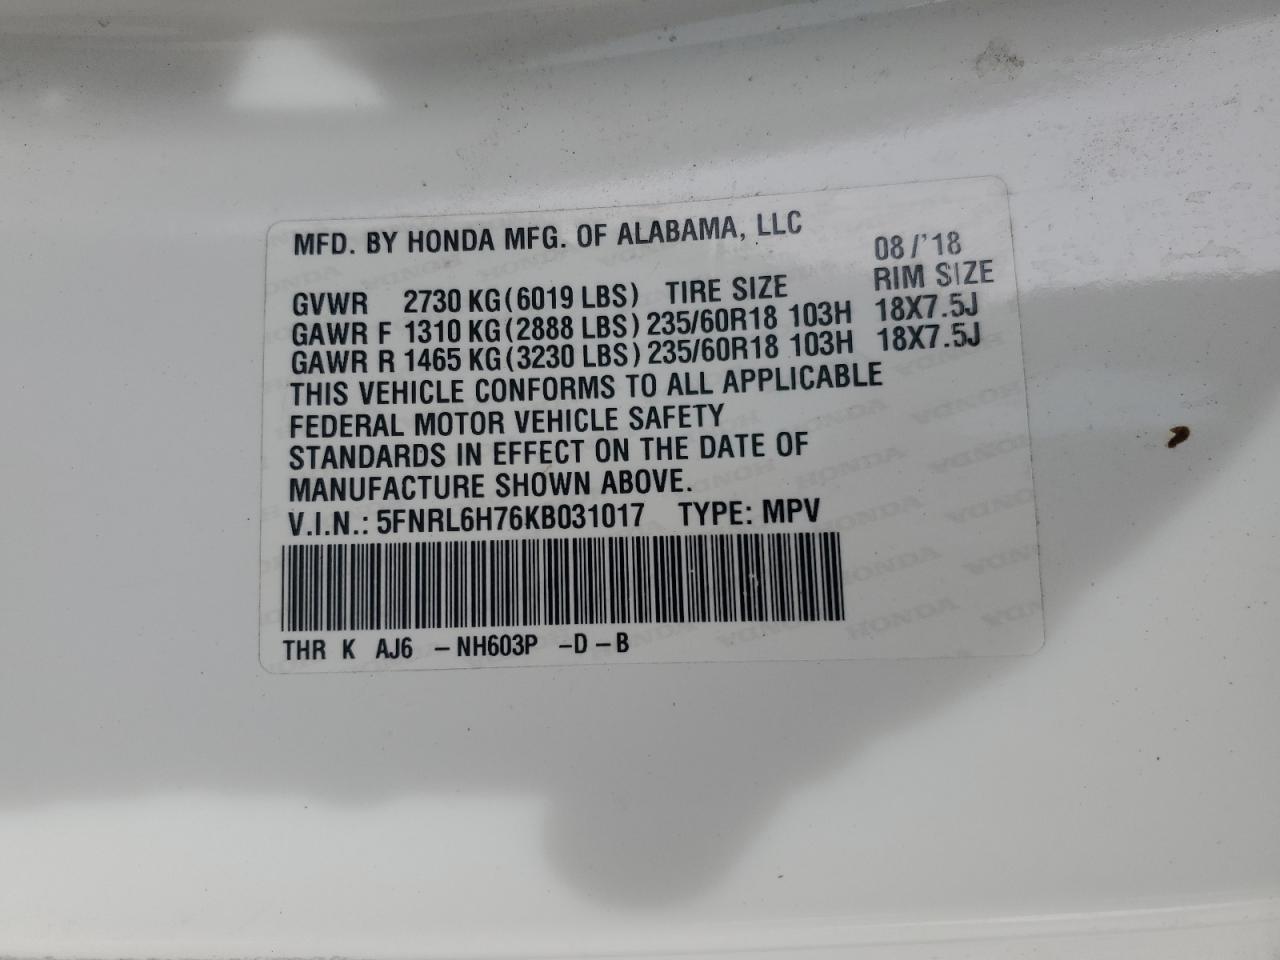 MFD. BY HONDA MFG. OF ALABAMA, LLC 08/'18
GVWR 2730 KG(6019 LBS) TIRE SIZE RIM SIZE
GAWR F 1310 KG(2888 LBS) 235/60R18 103H 18X7.5J
GAWR R 1465 KG(3230 LBS) 235/60R18 103H 18X7.5J
THIS VEHICLE CONFORMS TO ALL APPLICABLE
FEDERAL MOTOR VEHICLE SAFETY
STANDARDS IN EFFECT ON THE DATE OF
MANUFACTURE SHOWN ABOVE.
V.I.N.: 5FNRL6H76KB031017 TYPE: MPV
THR K AJ6 -NH603P -D-B